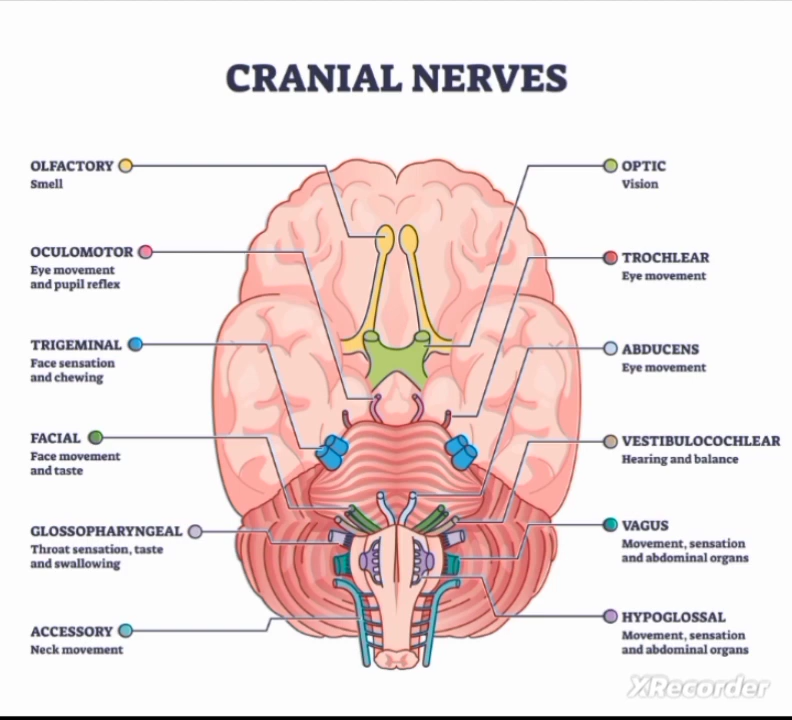 CRANIAL NERVES
OLFACTORY
Smell
OCULOMOTOR
Eye movement
and pupil reflex
TRIGEMINAL
Face sensation
and chewing
FACIAL
Face movement
and taste
GLOSSOPHARYNGEAL
Throat sensation, taste
and swallowing
ACCESSORY
Neck movement
OPTIC
Vision
TROCHLEAR
Eye movement
ABDUCENS
Eye movement
VESTIBULOCOCHLEAR
Hearing and balance
VAGUS
Movement, sensation
and abdominal organs
HYPOGLOSSAL
Movement, sensation
and abdominal organs
XRecorder